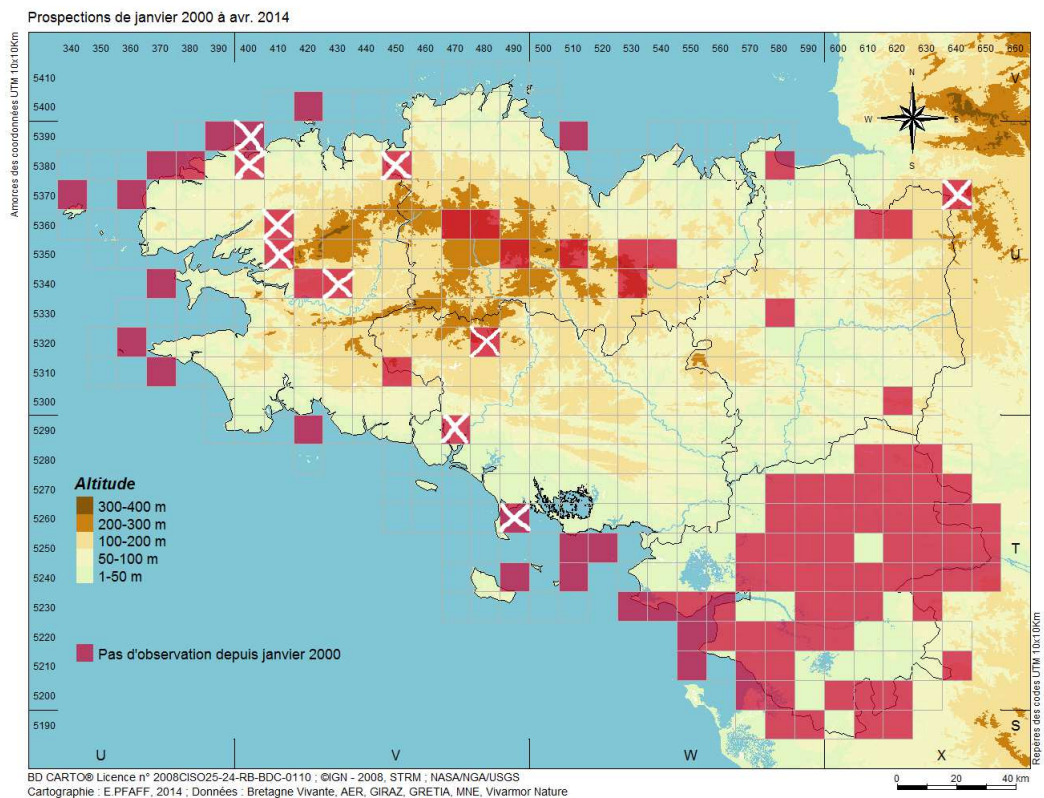 Prospections de janvier 2000 à avr. 2014
Amorces des coordonnées UTM 10x10Km
340 350 360 370 380 390 400 410 420 430 440 450 460 470 480 490 500 510 520 530 540 550 560 570 580 590 600 610 620 630 640 650 660
5410
5400
5390
5380
5370
5360
5350
5340
5330
5320
5310
5300
5290
5280
5270
5260
5250
5240
5230
5220
5210
5200
5190
N
W E
S
V
U
T
S
Altitude
300-400 m
200-300 m
100-200 m
50-100 m
1-50 m
Pas d'observation depuis janvier 2000
U V W X
Repères des codes UTM 10x10Km
BD CARTO® Licence n° 2008CISO25-24-RB-BDC-0110 ; ©IGN - 2008, STRM ; NASA/NGA/USGS
Cartographie : E.PFAFF, 2014 ; Données : Bretagne Vivante, AER, GIRAZ, GRETIA, MNE, Vivarmor Nature
0 20 40 km